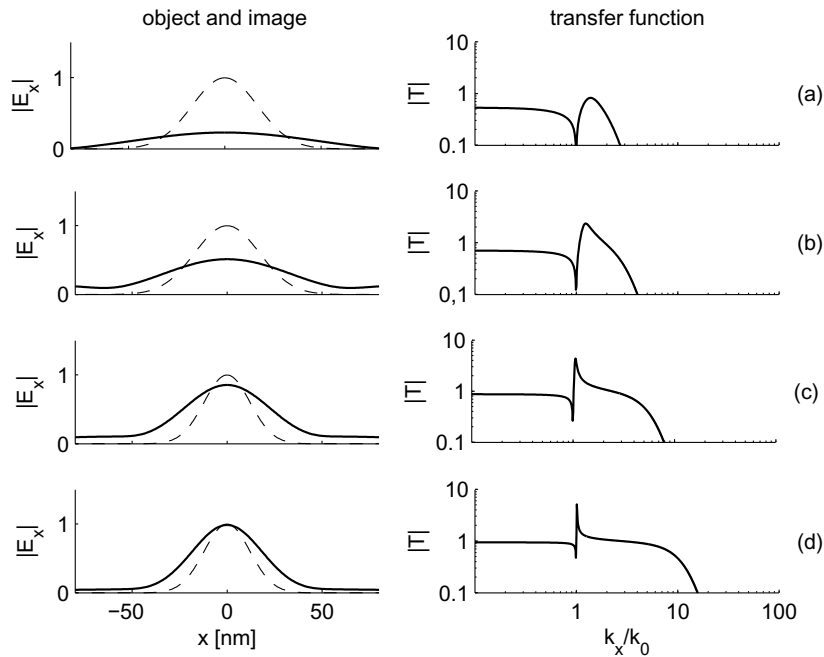 object and image
transfer function
|E_x|
1
0
|T|
10
1
0.1
(a)
|E_x|
1
0
|T|
10
1
0,1
(b)
|E_x|
1
0
|T|
10
1
0.1
(c)
|E_x|
1
0
−50 0 50
x [nm]
|T|
10
1
0.1
1 10 100
k_x/k_0
(d)